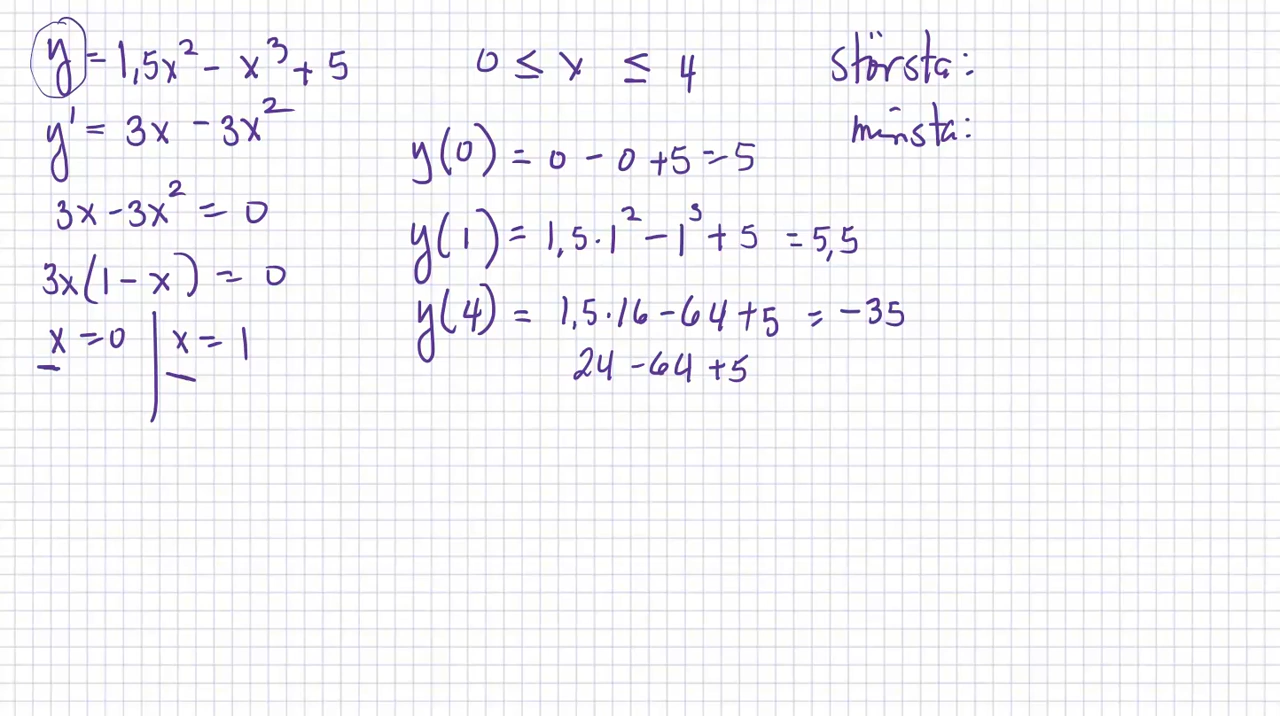 y = 1,5x² - x³ + 5
y' = 3x - 3x²
3x - 3x² = 0
3x(1 - x) = 0
x = 0 | x = 1
0 ≤ x ≤ 4
y(0) = 0 - 0 + 5 = 5
y(1) = 1,5·1² - 1³ + 5 = 5,5
y(4) = 1,5·16 - 64 + 5 = -35
24 - 64 + 5
Största:
minsta: